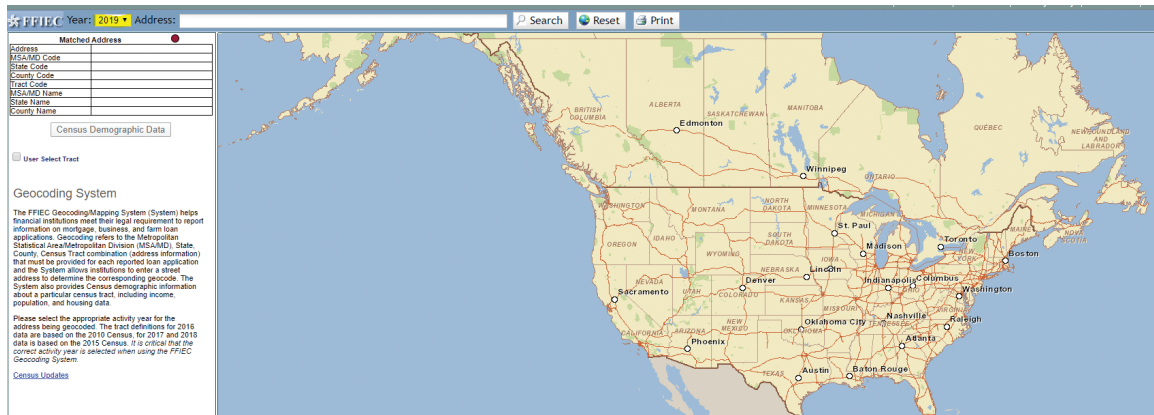 FFIEC Year: 2019 Address: Search Reset Print
Matched Address
Address
MSA/MD Code
State Code
County Code
Tract Code
MSA/MD Name
State Name
County Name
Census Demographic Data
User Select Tract
Geocoding System
The FFIEC Geocoding/Mapping System (System) helps
financial institutions meet their legal requirement to report
information on mortgage, business, and farm loan
applications. Geocoding refers to the Metropolitan
Statistical Area/Metropolitan Division (MSA/MD), State,
County, Census Tract combination (address information)
that must be provided for each reported loan application
and the System allows institutions to enter a street
address to determine the corresponding geocode. The
System also provides Census demographic information
about a particular census tract, including income,
population, and housing data.
Please select the appropriate activity year for the
address being geocoded. The tract definitions for 2016
data are based on the 2010 Census, for 2017 and 2018
data is based on the 2015 Census. It is critical that the
correct activity year is selected when using the FFIEC
Geocoding System.
Census Updates
ALBERTA
BRITISH
COLUMBIA
SASKATCHEWAN
MANITOBA
Edmonton
QUÉBEC
NEWFOUNDLAND
AND
LABRADOR
Winnipeg
ONTARIO
WASHINGTON
MONTANA
NORTH
DAKOTA
MINNESOTA
MICHIGAN
MAINE
NOVA
SCOTIA
St. Paul
OREGON
IDAHO
SOUTH
DAKOTA
Toronto
Madison
NEW
YORK
Boston
WYOMING
IOWA
NEBRASKA
Lincoln
NEVADA
UTAH
Denver
COLORADO
Indianapolis
Columbus
OHIO
Washington
Sacramento
KANSAS
MISSOURI
VIRGINIA
Nashville
TENNESSEE
Raleigh
Oklahoma City
OKLAHOMA
CALIFORNIA
ARIZONA
NEW
MEXICO
Phoenix
Atlanta
TEXAS
Austin
Baton Rouge